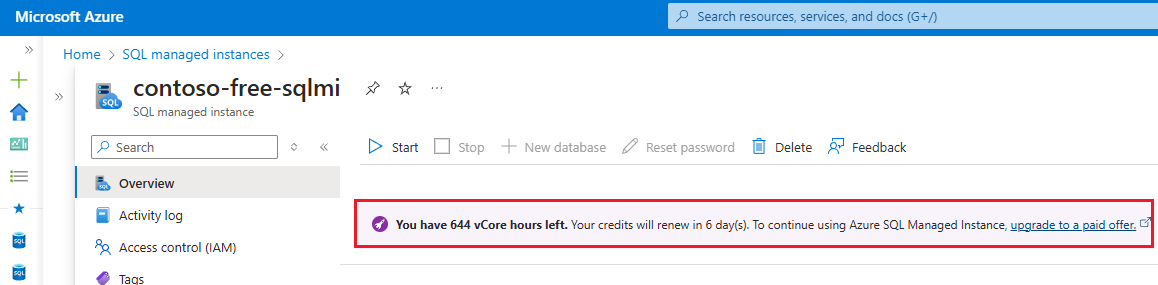 Microsoft Azure
Search resources, services, and docs (G+/)
Home > SQL managed instances >
contoso-free-sqlmi
SQL managed instance
Search
Start Stop New database Reset password Delete Feedback
Overview
Activity log
You have 644 vCore hours left. Your credits will renew in 6 day(s). To continue using Azure SQL Managed Instance, upgrade to a paid offer.
Access control (IAM)
Tags